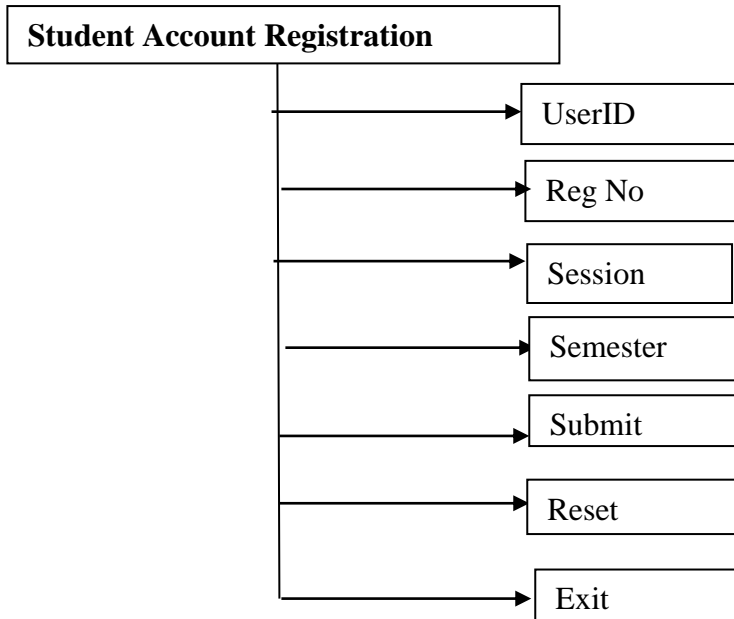 Student Account Registration
UserID
Reg No
Session
Semester
Submit
Reset
Exit